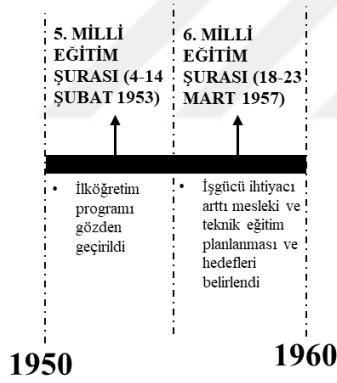 5. MİLLİ
EĞİTİM
ŞURASI (4-14
ŞUBAT 1953)
6. MİLLİ
EĞİTİM
ŞURASI (18-23
MART 1957)
• İlköğretim
programı
gözden
geçirildi
• İşgücü ihtiyacı
arttı mesleki ve
teknik eğitim
planlanması ve
hedefleri
belirlendi
1950
1960